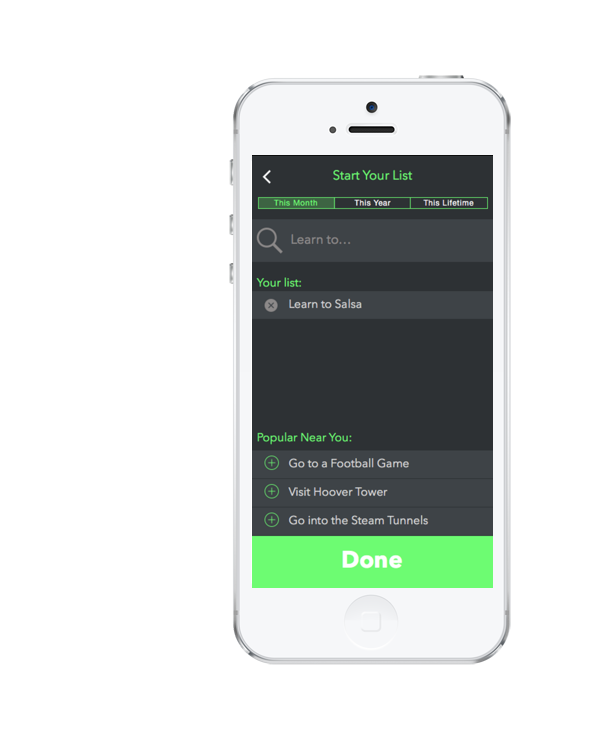 Start Your List
This Month This Year This Lifetime
Learn to...
Your list:
Learn to Salsa
Popular Near You:
Go to a Football Game
Visit Hoover Tower
Go into the Steam Tunnels
Done